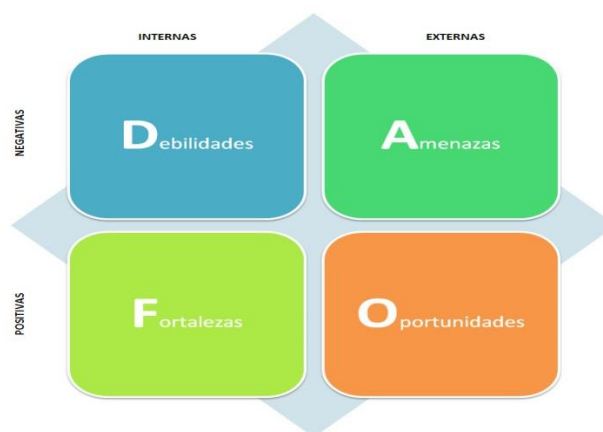 INTERNAS
EXTERNAS
NEGATIVAS
Debilidades
Amenazas
POSITIVAS
Fortalezas
Oportunidades